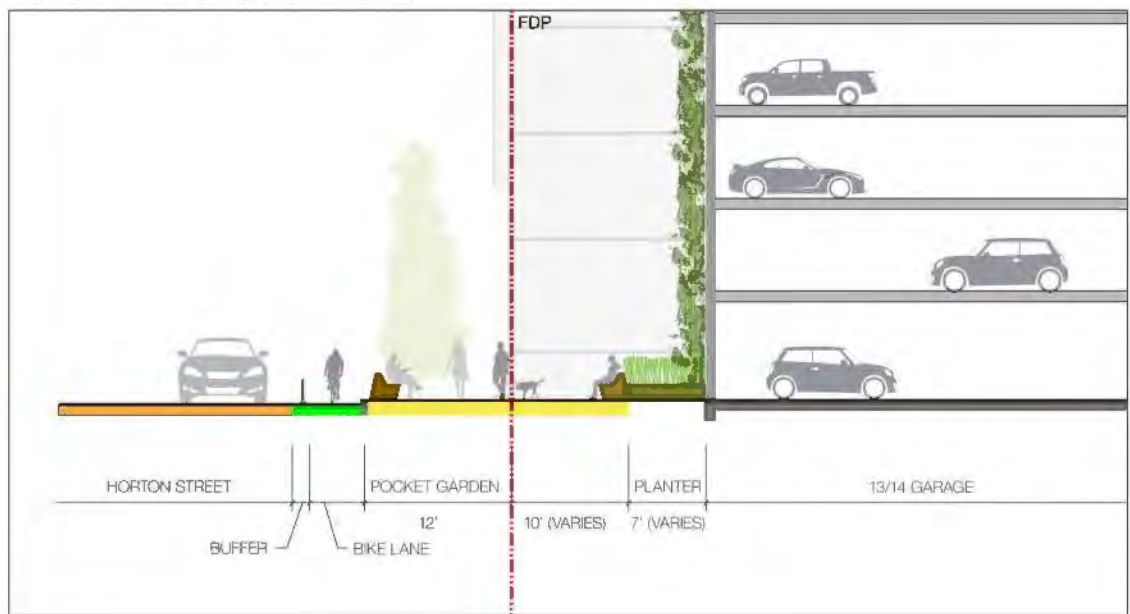 FDP
HORTON STREET
POCKET GARDEN
PLANTER
13/14 GARAGE
12'
10' (VARIES)
7' (VARIES)
BUFFER
BIKE LANE